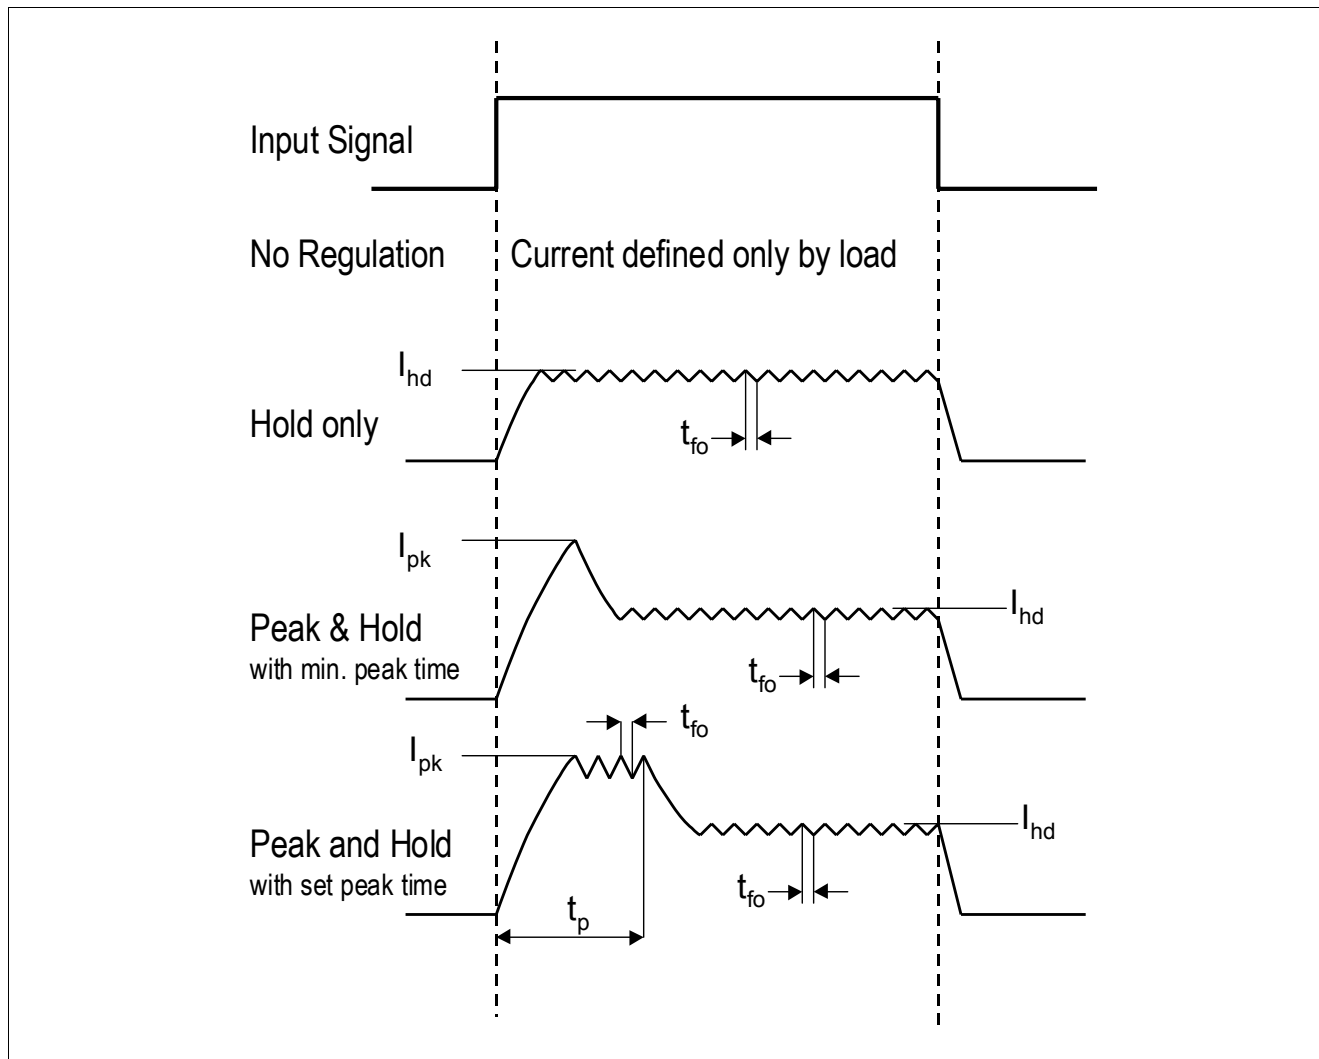 Input Signal
No Regulation
Current defined only by load
I_hd
Hold only
t_fo
I_pk
I_hd
Peak & Hold
with min. peak time
t_fo
t_fo
I_pk
I_hd
Peak and Hold
with set peak time
t_fo
t_p